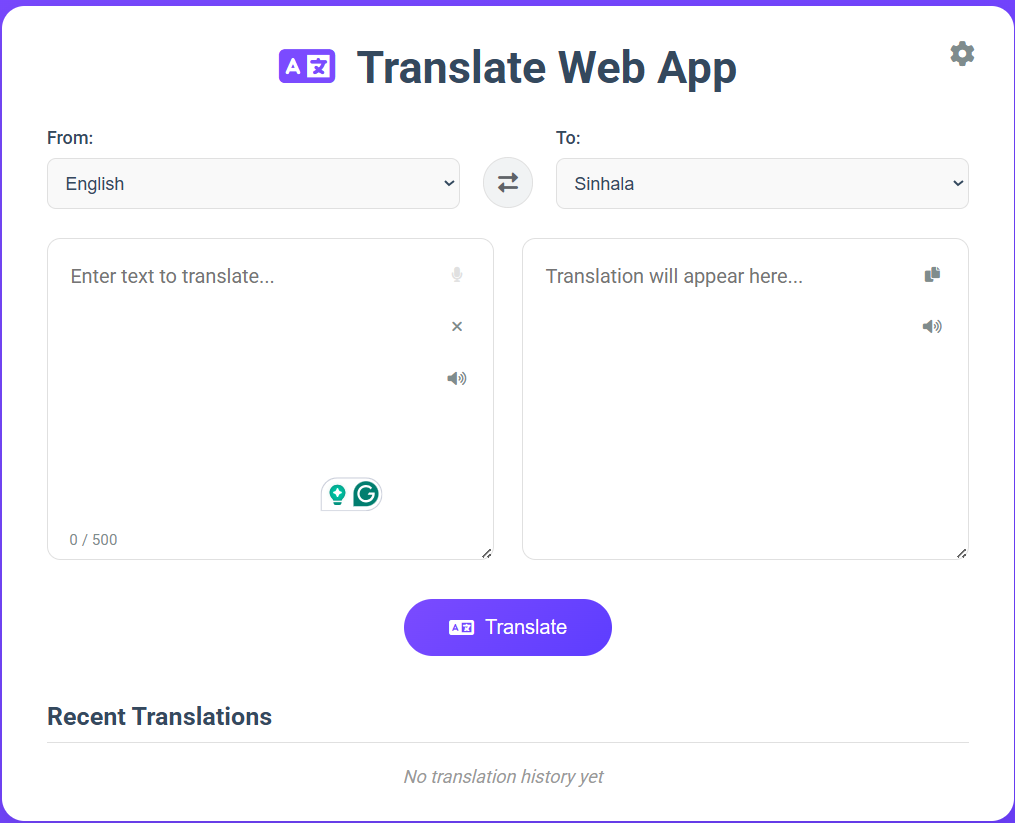 Translate Web App
From:
English
To:
Sinhala
Enter text to translate...
Translation will appear here...
0 / 500
Translate
Recent Translations
No translation history yet